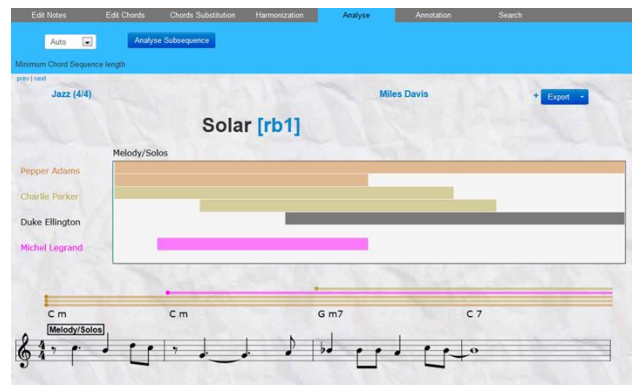 Edit Notes Edit Chords Chords Substitution Harmonization Analyse Annotation Search
Auto Analyse Subsequence
Minimum Chord Sequence length
prev | next
Jazz (4/4) Miles Davis + Export
Solar [rb1]
Melody/Solos
Pepper Adams
Charlie Parker
Duke Ellington
Michel Legrand
C m C m G m7 C 7
Melody/Solos
4
4